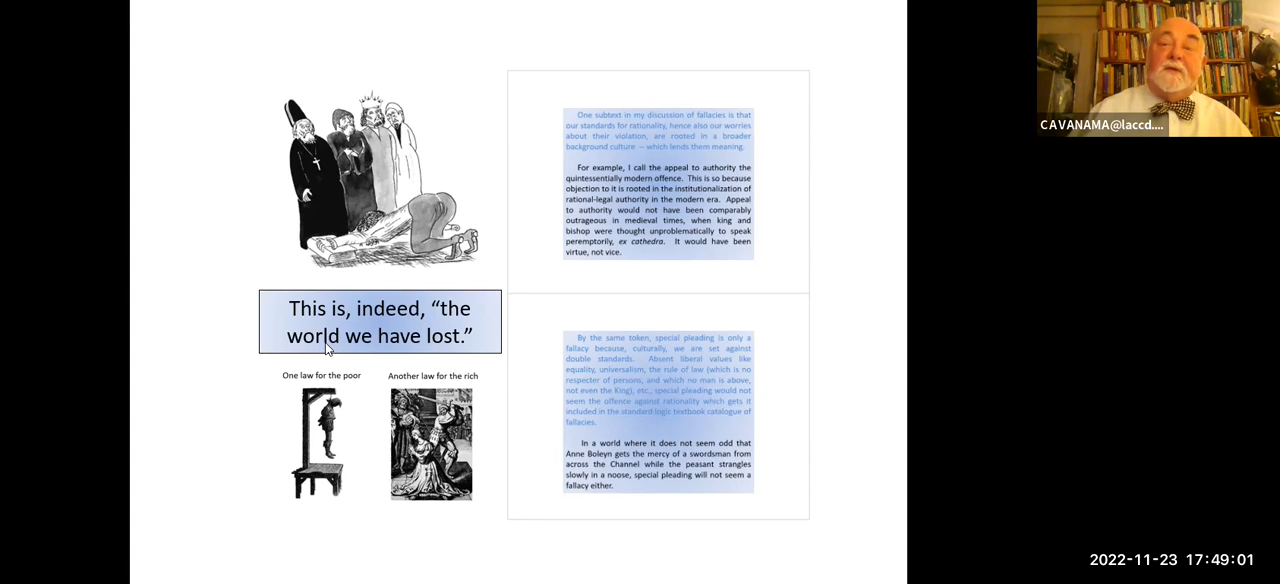 One subtext in my discussion of fallacies is that
our standards for rationality, hence also our worries
about their violation, are rooted in a broader
background culture – which lends them meaning.
For example, I call the appeal to authority the
quintessentially modern offence. This is so because
objection to it is rooted in the institutionalization of
rational-legal authority in the modern era. Appeal
to authority would not have been comparably
outrageous in medieval times, when king and
bishop were thought unproblematically to speak
peremptorily, ex cathedra. It would have been
virtue, not vice.
This is, indeed, “the
world we have lost.”
One law for the poor
Another law for the rich
By the same token, special pleading is only a
fallacy because, culturally, we are set against
double standards. Absent liberal values like
equality, universalism, the rule of law (which is no
respecter of persons, and which no man is above,
not even the King), etc., special pleading would not
seem the offence against rationality which gets it
included in the standard logic textbook catalogue of
fallacies.
In a world where it does not seem odd that
Anne Boleyn gets the mercy of a swordsman from
across the Channel while the peasant strangles
slowly in a noose, special pleading will not seem a
fallacy either.
CAVANAMA@laccd....
2022-11-23 17:49:01